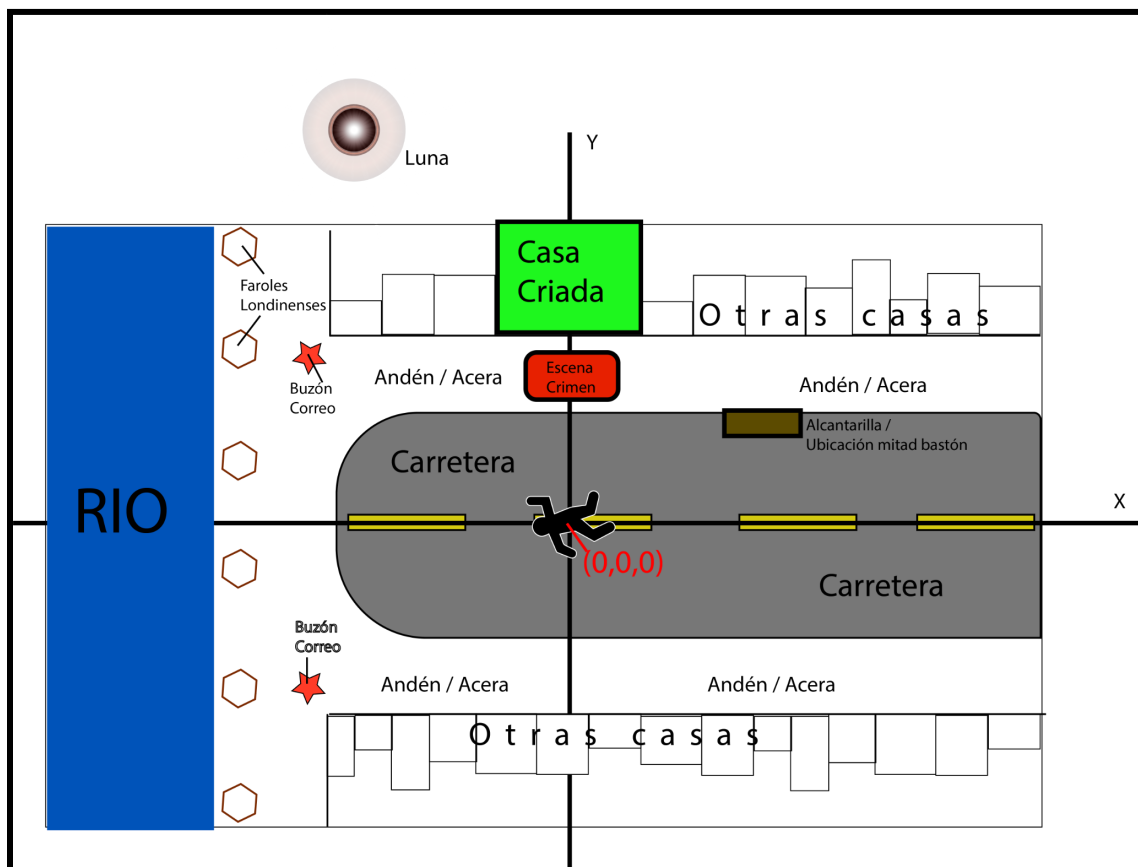 Y
Luna
Casa
Criada
Faroles
Londinenses
Otras casas
Buzón
Correo
Andén / Acera
Escena
Crimen
Andén / Acera
Alcantarilla /
Ubicación mitad bastón
Carretera
RIO
X
(0,0,0)
Carretera
Buzón
Correo
Andén / Acera
Andén / Acera
Otras casas